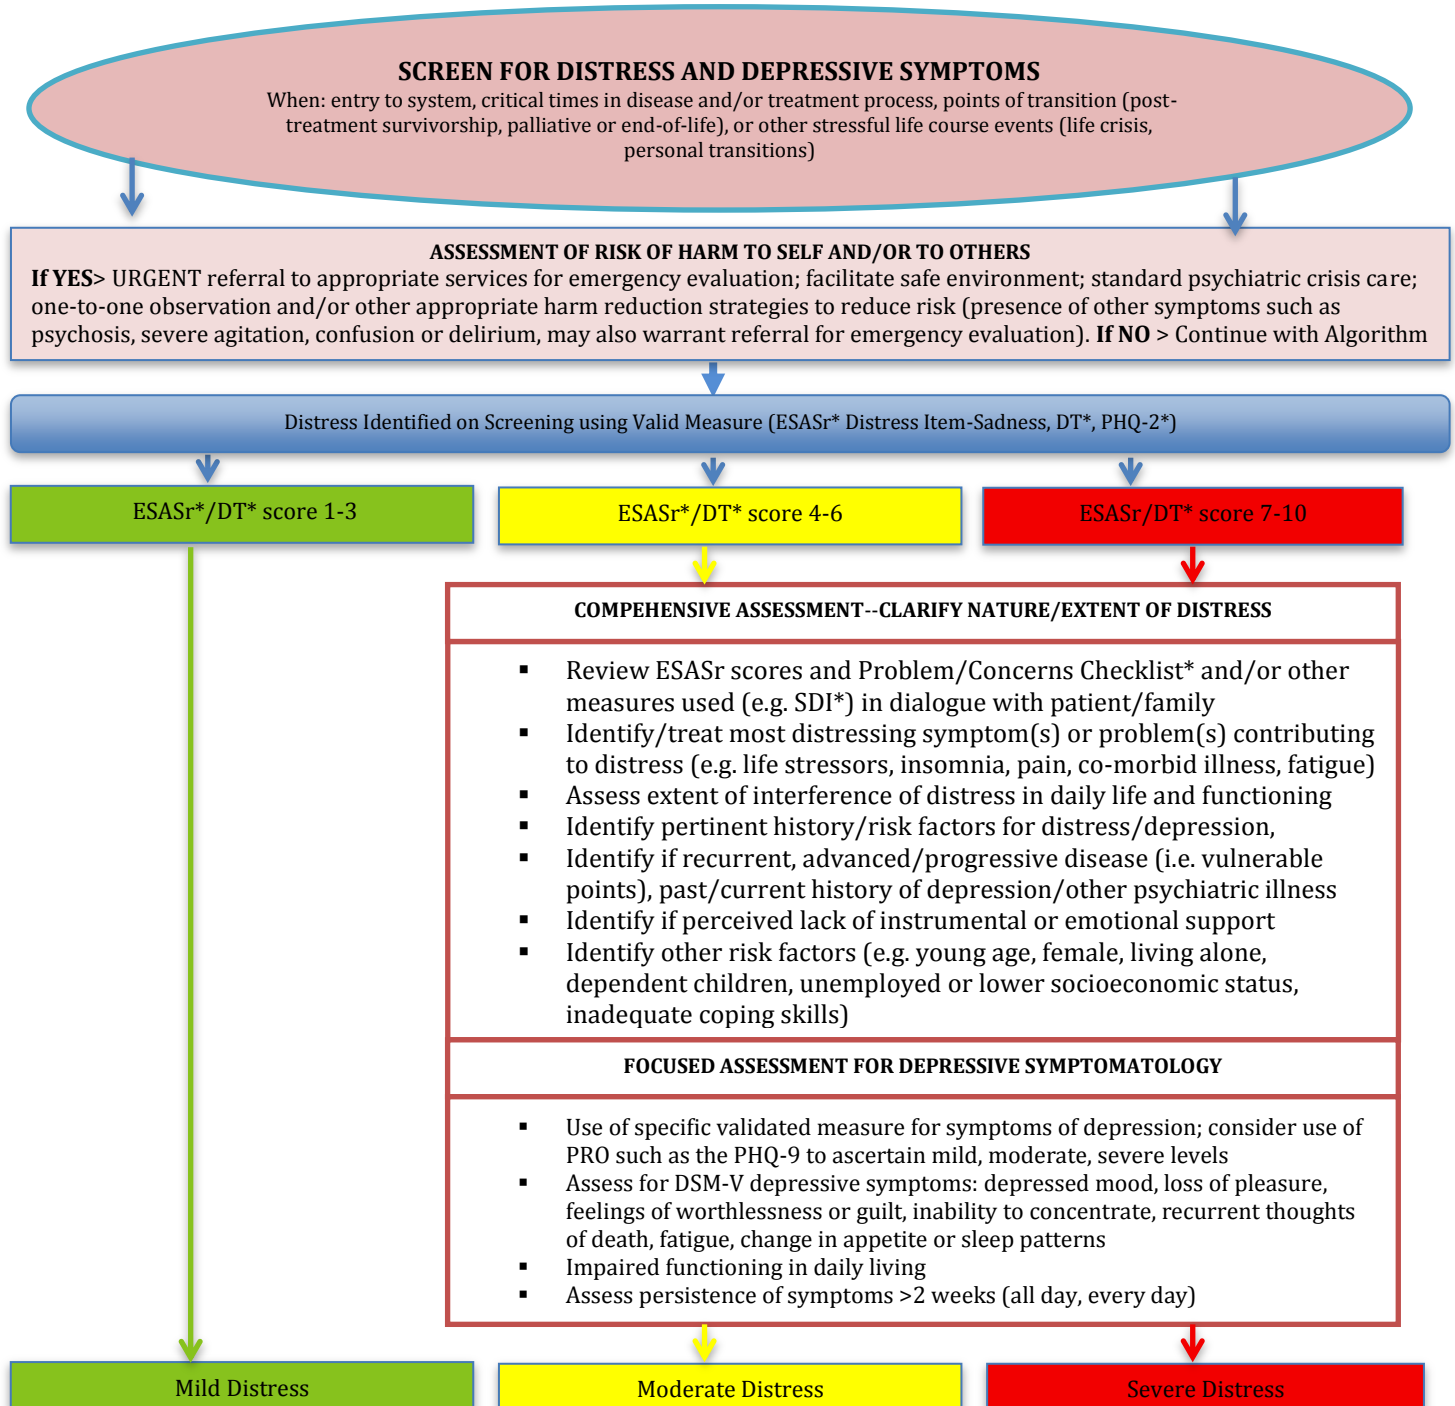 SCREEN FOR DISTRESS AND DEPRESSIVE SYMPTOMS
When: entry to system, critical times in disease and/or treatment process, points of transition (post-
treatment survivorship, palliative or end-of-life), or other stressful life course events (life crisis,
personal transitions)
ASSESSMENT OF RISK OF HARM TO SELF AND/OR TO OTHERS
If YES> URGENT referral to appropriate services for emergency evaluation; facilitate safe environment; standard psychiatric crisis care;
one-to-one observation and/or other appropriate harm reduction strategies to reduce risk (presence of other symptoms such as
psychosis, severe agitation, confusion or delirium, may also warrant referral for emergency evaluation). If NO > Continue with Algorithm
Distress Identified on Screening using Valid Measure (ESASr* Distress Item-Sadness, DT*, PHQ-2*)
ESASr*/DT* score 1-3
ESASr*/DT* score 4-6
ESASr/DT* score 7-10
COMPEHENSIVE ASSESSMENT--CLARIFY NATURE/EXTENT OF DISTRESS
▪ Review ESASr scores and Problem/Concerns Checklist* and/or other
measures used (e.g. SDI*) in dialogue with patient/family
▪ Identify/treat most distressing symptom(s) or problem(s) contributing
to distress (e.g. life stressors, insomnia, pain, co-morbid illness, fatigue)
▪ Assess extent of interference of distress in daily life and functioning
▪ Identify pertinent history/risk factors for distress/depression,
▪ Identify if recurrent, advanced/progressive disease (i.e. vulnerable
points), past/current history of depression/other psychiatric illness
▪ Identify if perceived lack of instrumental or emotional support
▪ Identify other risk factors (e.g. young age, female, living alone,
dependent children, unemployed or lower socioeconomic status,
inadequate coping skills)
FOCUSED ASSESSMENT FOR DEPRESSIVE SYMPTOMATOLOGY
▪ Use of specific validated measure for symptoms of depression; consider use of
PRO such as the PHQ-9 to ascertain mild, moderate, severe levels
▪ Assess for DSM-V depressive symptoms: depressed mood, loss of pleasure,
feelings of worthlessness or guilt, inability to concentrate, recurrent thoughts
of death, fatigue, change in appetite or sleep patterns
▪ Impaired functioning in daily living
▪ Assess persistence of symptoms >2 weeks (all day, every day)
Mild Distress
Moderate Distress
Severe Distress